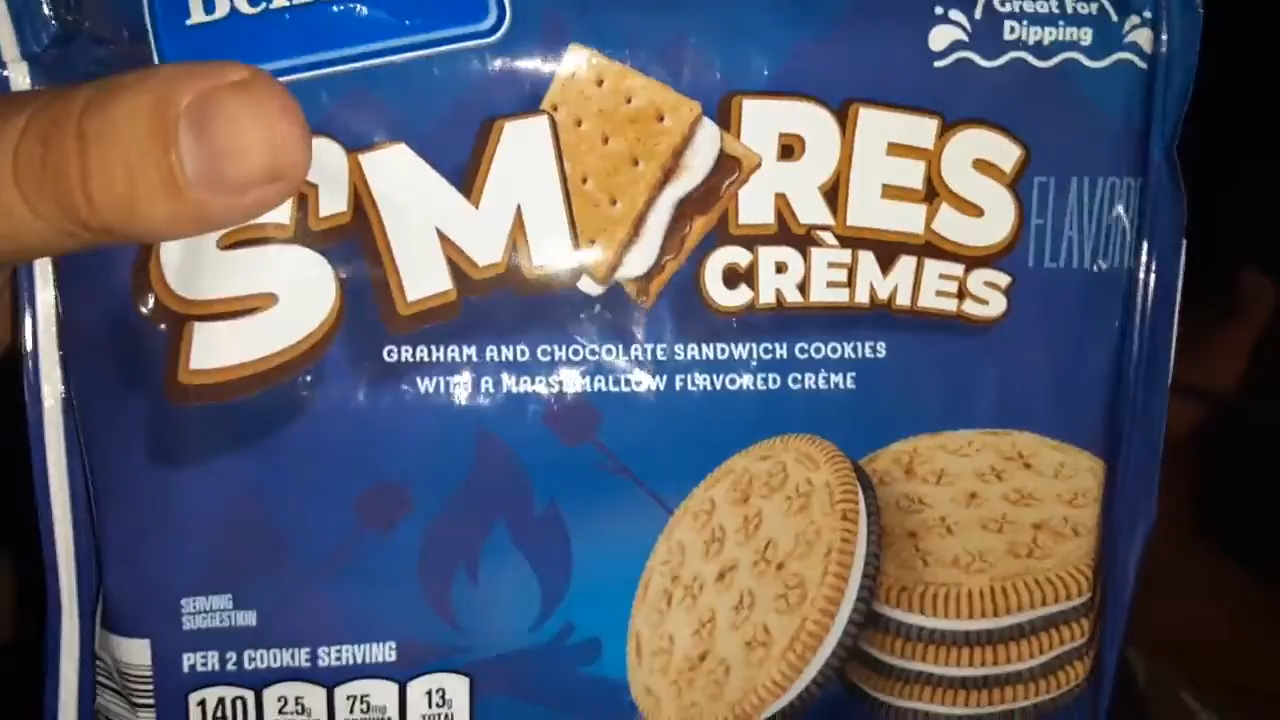 Great For
Dipping
S'MORES
FLAVOR
CRÈMES
GRAHAM AND CHOCOLATE SANDWICH COOKIES
WITH A MARSHMALLOW FLAVORED CRÈME
SERVING
SUGGESTION
PER 2 COOKIE SERVING
140 2.5g 75mg 13g
TOTAL